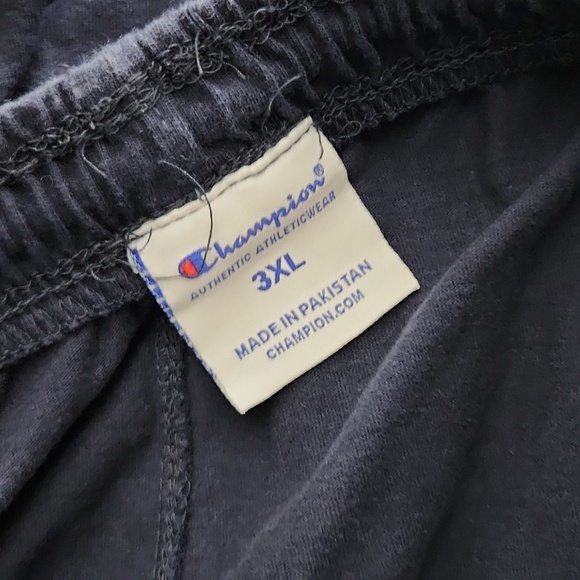 Champion®
AUTHENTIC ATHLETICWEAR
3XL
MADE IN PAKISTAN
CHAMPION.COM